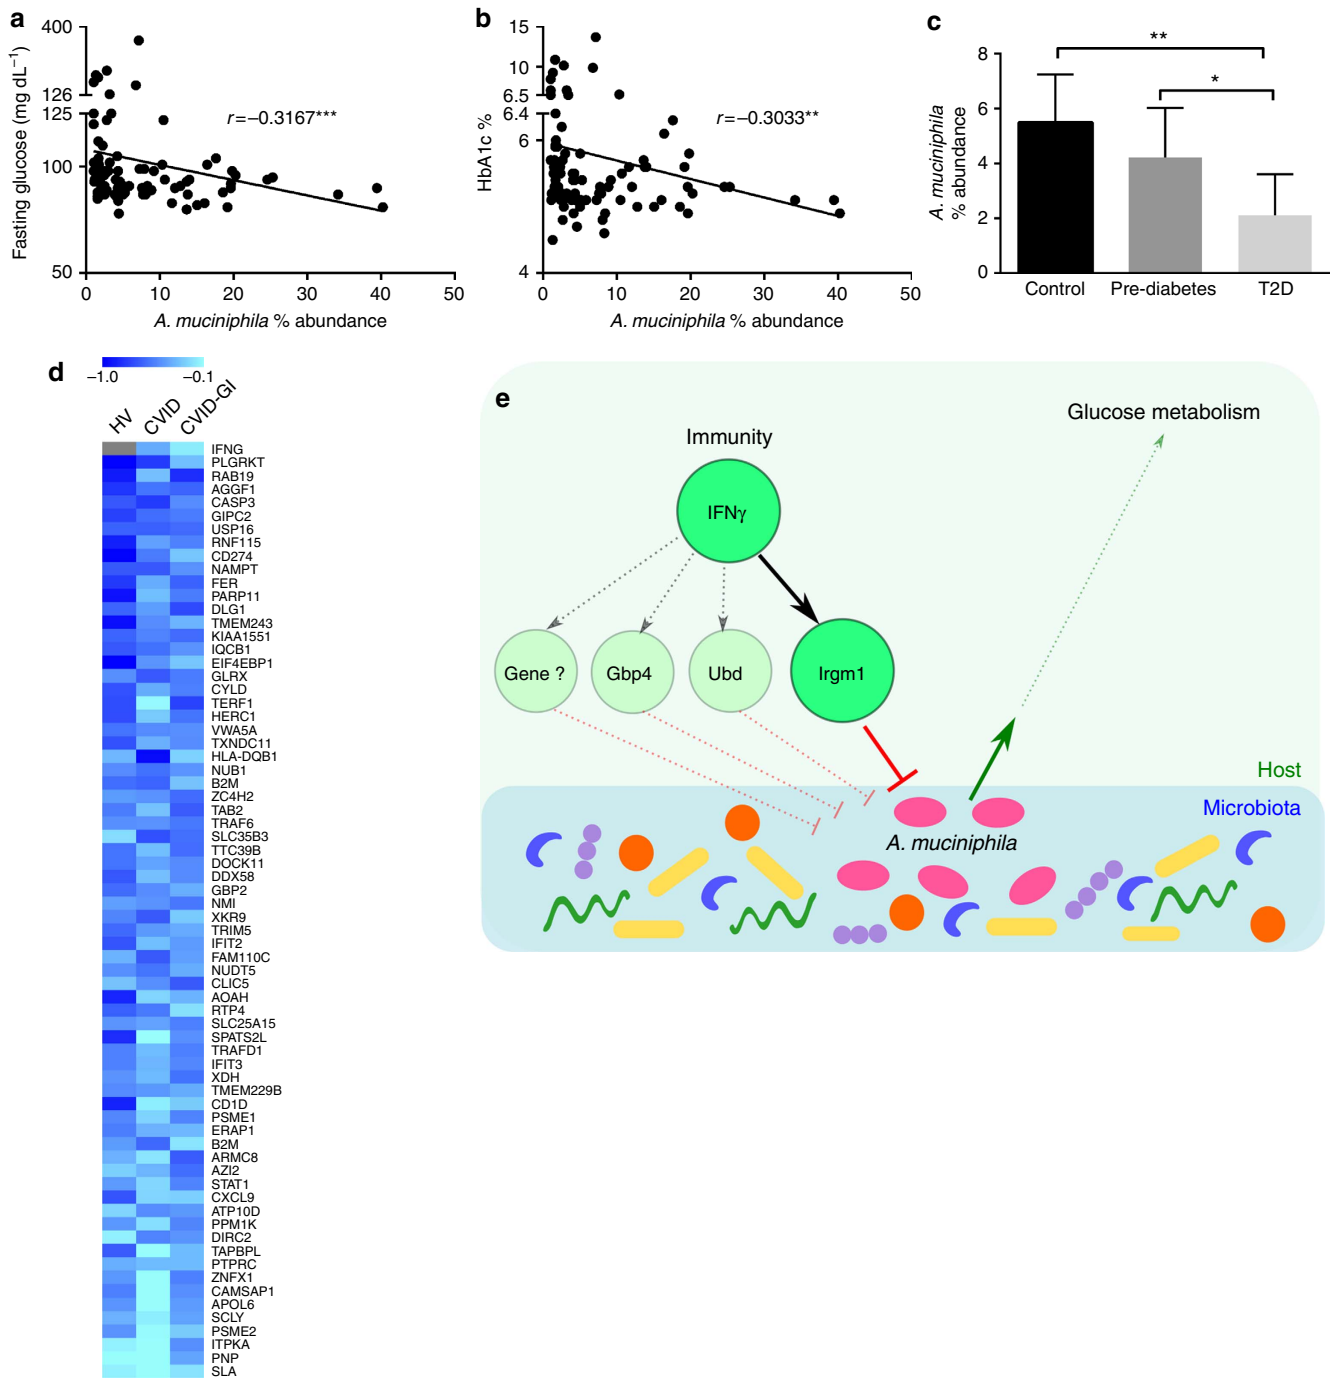 a
400
126
125
100
50
Fasting glucose (mg dL−1)
r=−0.3167***
0 10 20 30 40 50
A. muciniphila % abundance
b
15
10
6.5
6.4
6
4
HbA1c %
r=−0.3033**
0 10 20 30 40 50
A. muciniphila % abundance
c
8
6
4
2
0
A. muciniphila
% abundance
**
*
Control Pre-diabetes T2D
d
−1.0 −0.1
HV CVID CVID-GI
IFNG
PLGRKT
RAB19
AGGF1
CASP3
GIPC2
USP16
RNF115
CD274
NAMPT
FER
PARP11
DLG1
TMEM243
KIAA1551
IQCB1
EIF4EBP1
GLRX
CYLD
TERF1
HERC1
VWA5A
TXNDC11
HLA-DQB1
NUB1
B2M
ZC4H2
TAB2
TRAF6
SLC35B3
TTC39B
DOCK11
DDX58
GBP2
NMI
XKR9
TRIM5
IFIT2
FAM110C
NUDT5
CLIC5
AOAH
RTP4
SLC25A15
SPATS2L
TRAFD1
IFIT3
XDH
TMEM229B
CD1D
PSME1
ERAP1
B2M
ARMC8
AZI2
STAT1
CXCL9
ATP10D
PPM1K
DIRC2
TAPBPL
PTPRC
ZNFX1
CAMSAP1
APOL6
SCLY
PSME2
ITPKA
PNP
SLA
e
Immunity
Glucose metabolism
IFNγ
Gene ? Gbp4 Ubd Irgm1
Host
Microbiota
A. muciniphila